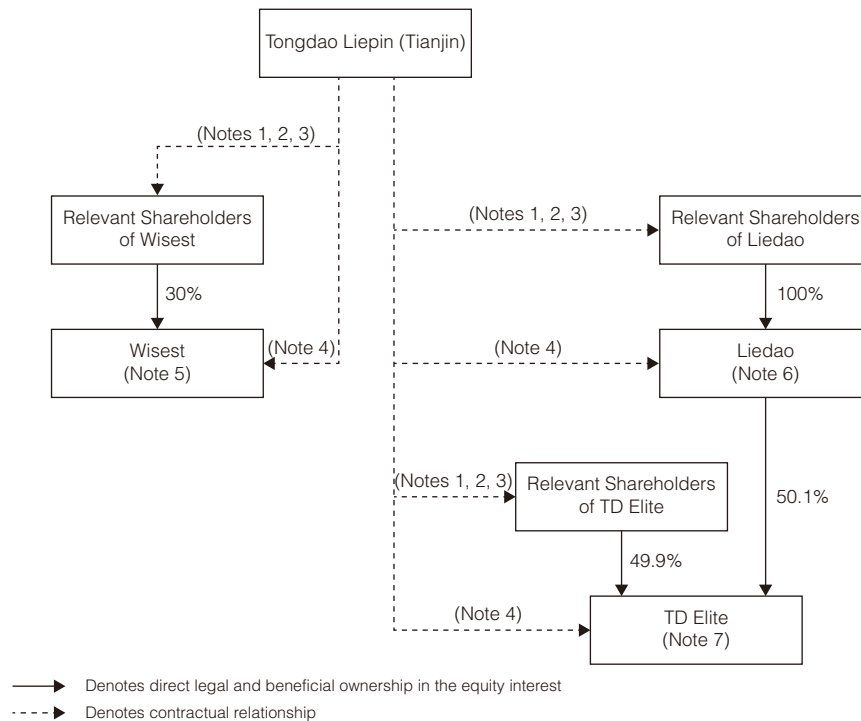 Tongdao Liepin (Tianjin)
(Notes 1, 2, 3)
Relevant Shareholders
of Wisest
(Notes 1, 2, 3)
Relevant Shareholders
of Liedao
30%
100%
Wisest
(Note 5)
(Note 4)
(Note 4)
Liedao
(Note 6)
(Notes 1, 2, 3)
Relevant Shareholders
of TD Elite
50.1%
49.9%
(Note 4)
TD Elite
(Note 7)
Denotes direct legal and beneficial ownership in the equity interest
Denotes contractual relationship